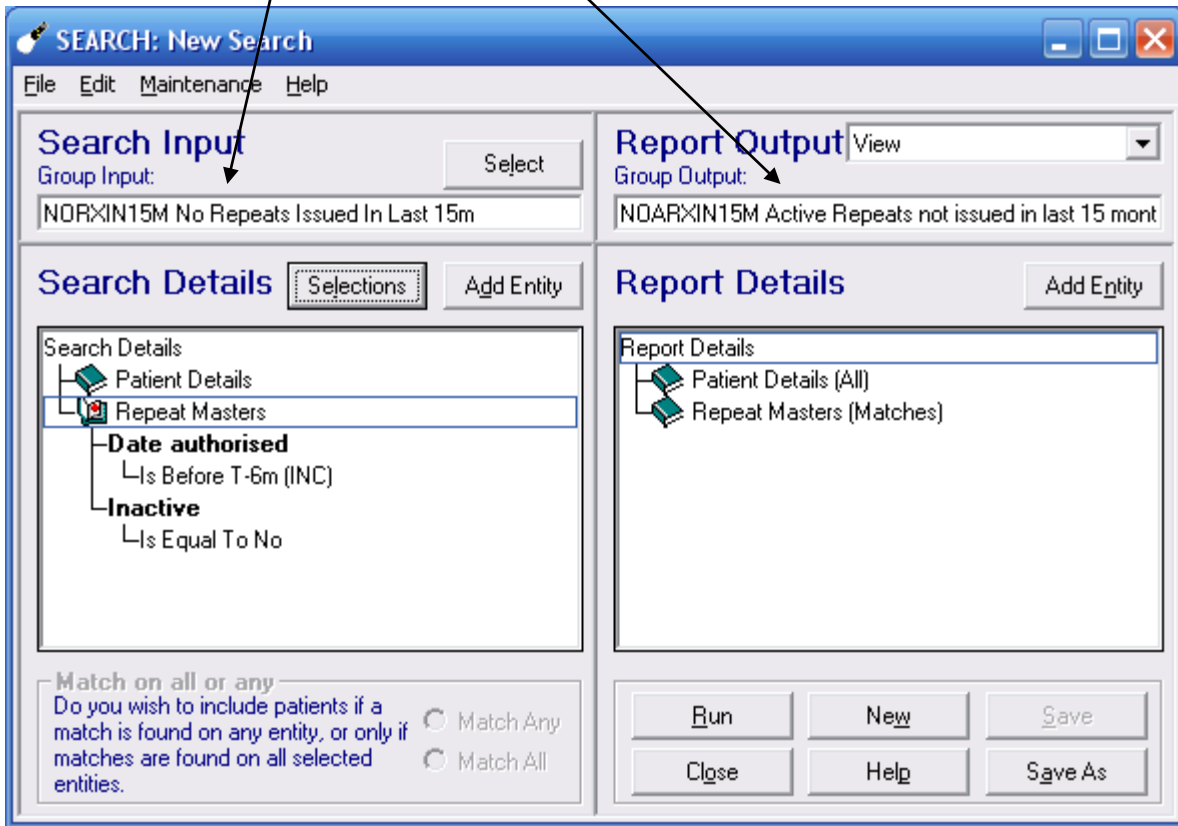 SEARCH: New Search
File Edit Maintenance Help
Search Input
Select
Group Input:
NORXIN15M No Repeats Issued In Last 15m
Report Output View
Group Output:
NOARXIN15M Active Repeats not issued in last 15 mont
Search Details Selections Add Entity
Search Details
Patient Details
Repeat Masters
Date authorised
Is Before T-6m (INC)
Inactive
Is Equal To No
Report Details Add Entity
Report Details
Patient Details (All)
Repeat Masters (Matches)
Match on all or any
Do you wish to include patients if a
match is found on any entity, or only if
matches are found on all selected
entities.
Match Any
Match All
Run New Save
Close Help Save As